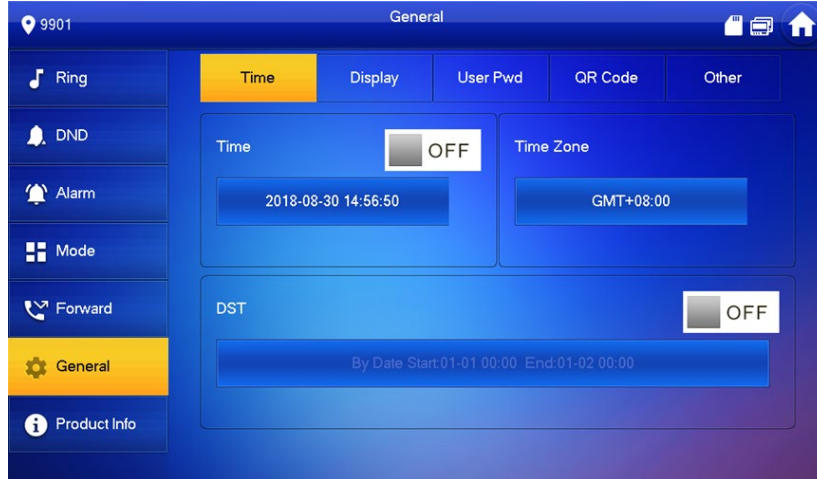 9901
General
Ring
DND
Alarm
Mode
Forward
General
Product Info
Time Display User Pwd QR Code Other
Time OFF
2018-08-30 14:56:50
Time Zone
GMT+08:00
DST OFF
By Date Start:01-01 00:00 End:01-02 00:00